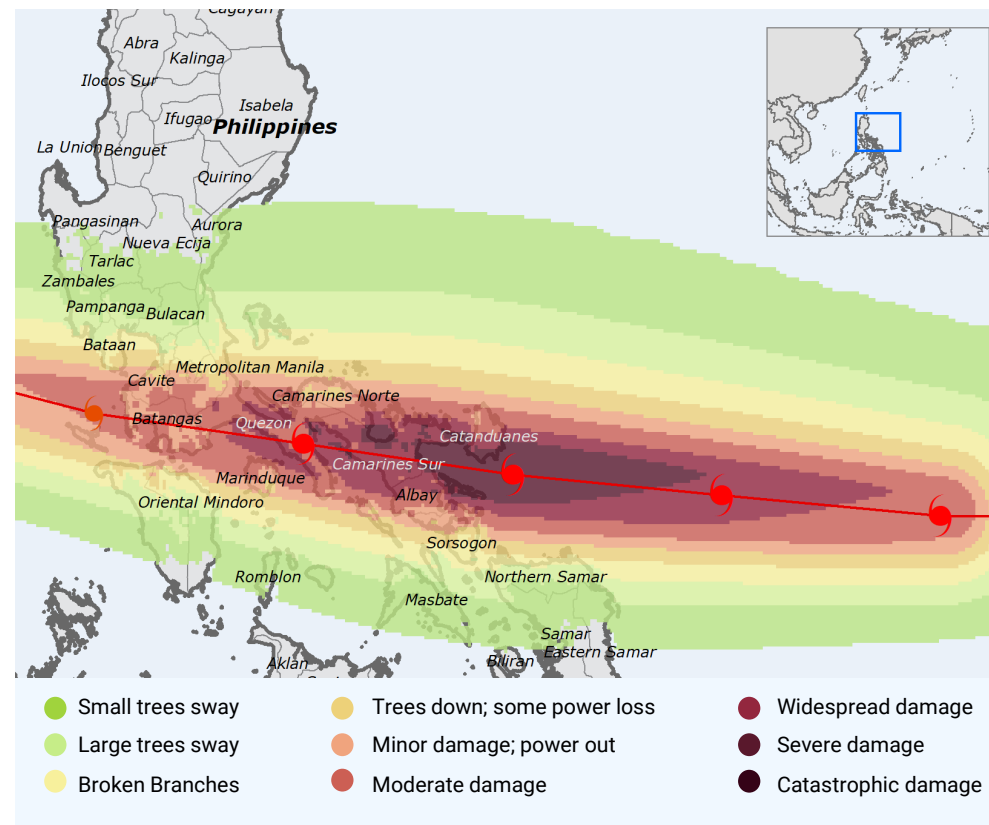 Cagayan
Abra
Kalinga
Ilocos Sur
Isabela
Ifugao
Philippines
La Union
Benguet
Quirino
Pangasinan
Aurora
Nueva Ecija
Tarlac
Zambales
Pampanga
Bulacan
Bataan
Metropolitan Manila
Cavite
Camarines Norte
Batangas
Quezon
Catanduanes
Camarines Sur
Marinduque
Albay
Oriental Mindoro
Sorsogon
Romblon
Northern Samar
Masbate
Samar
Eastern Samar
Biliran
Aklan
Small trees sway
Large trees sway
Broken Branches
Trees down; some power loss
Minor damage; power out
Moderate damage
Widespread damage
Severe damage
Catastrophic damage